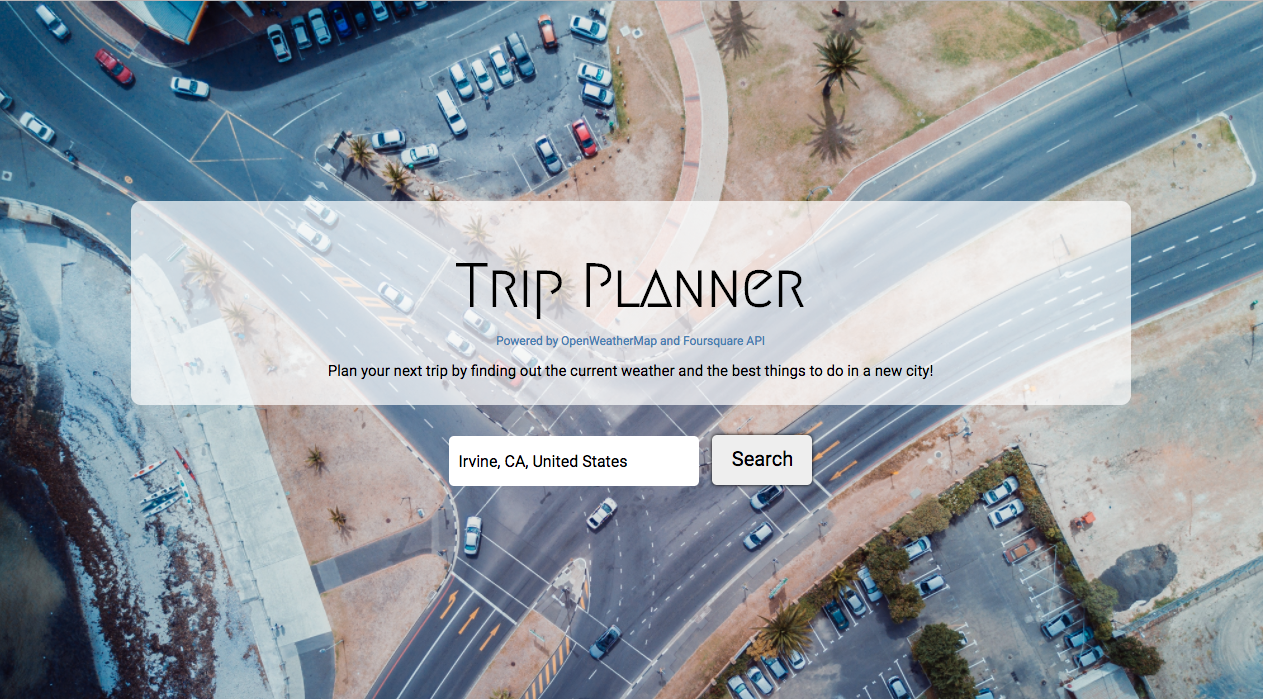 Trip Planner
Powered by OpenWeatherMap and Foursquare API
Plan your next trip by finding out the current weather and the best things to do in a new city!
Irvine, CA, United States
Search